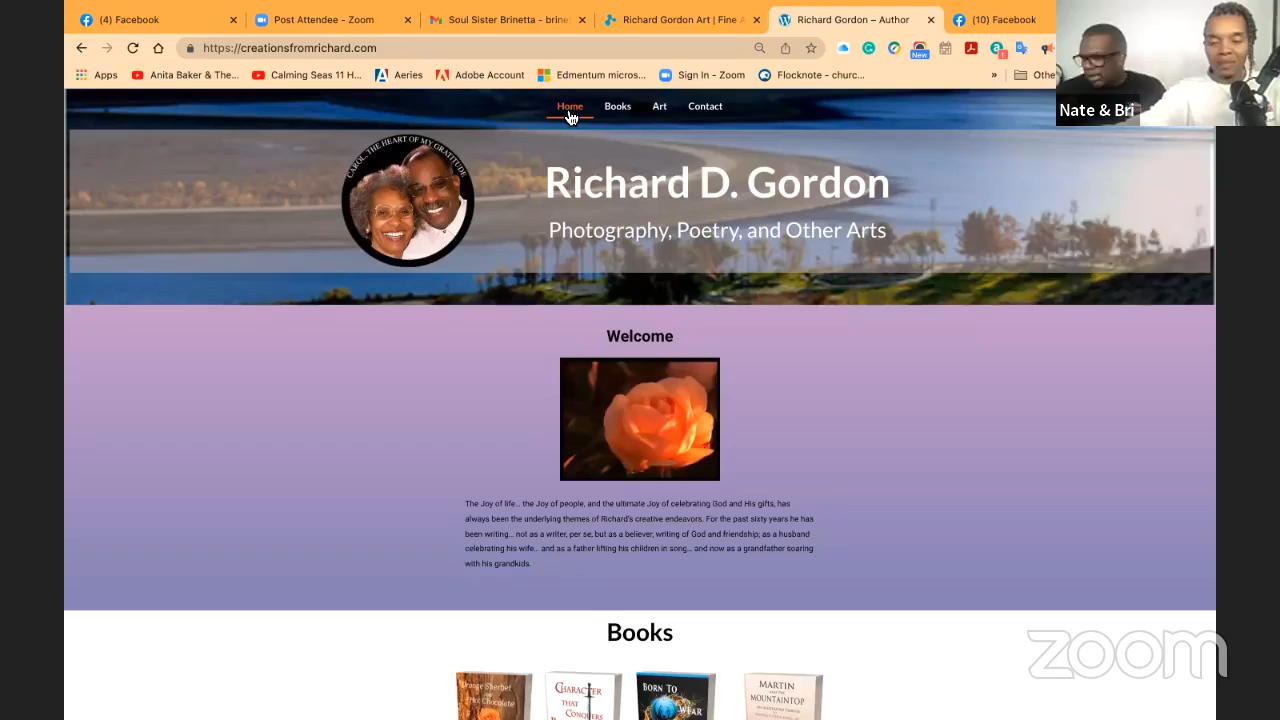 (4) Facebook
Post Attendee - Zoom
Soul Sister Brinetta - brine
Richard Gordon Art | Fine A
Richard Gordon – Author
(10) Facebook
https://creationsfromrichard.com
New
Apps
Anita Baker & The...
Calming Seas 11 H...
Aeries
Adobe Account
Edmentum micros...
Sign In - Zoom
Flocknote - churc...
»
Othe
Nate & Bri
Home
Books
Art
Contact
CAROL, THE HEART OF MY GRATITUDE
Richard D. Gordon
Photography, Poetry, and Other Arts
Welcome
The Joy of life... the Joy of people, and the ultimate Joy of celebrating God and His gifts, has
always been the underlying themes of Richard's creative endeavors. For the past sixty years he has
been writing... not as a writer, per se, but as a believer, writing of God and friendship; as a husband
celebrating his wife... and as a father lifting his children in song... and now as a grandfather soaring
with his grandkids.
Books
Orange Sherbet
Hot Chocolate
CHARACTER
THAT
CONQUERS
BORN TO
WEAR
MARTIN
MOUNTAINTOP
zoom